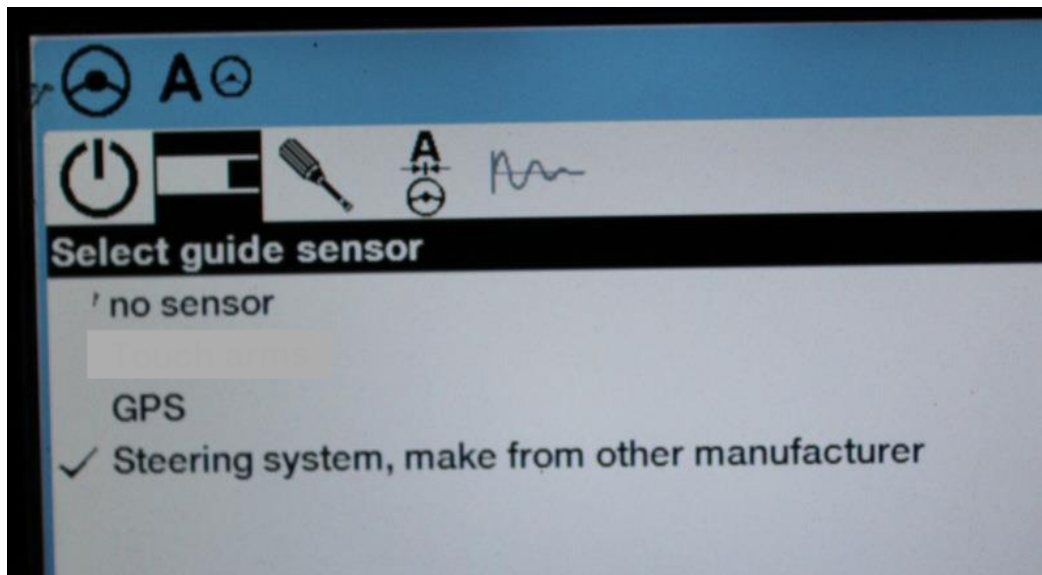 A
A
Select guide sensor
no sensor
GPS
Steering system, make from other manufacturer